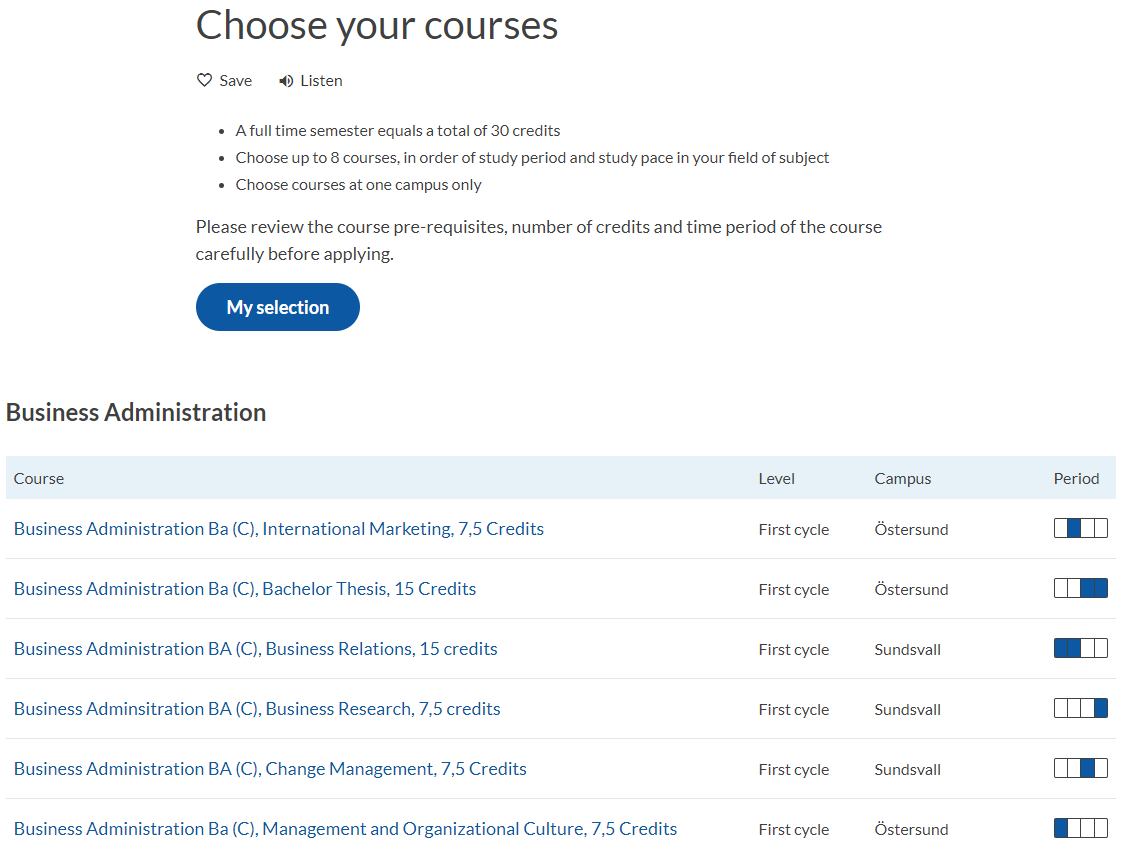 Choose your courses
Save Listen
A full time semester equals a total of 30 credits
Choose up to 8 courses, in order of study period and study pace in your field of subject
Choose courses at one campus only
Please review the course pre-requisites, number of credits and time period of the course
carefully before applying.
My selection
Business Administration
Course Level Campus Period
Business Administration Ba (C), International Marketing, 7,5 Credits First cycle Östersund
Business Administration Ba (C), Bachelor Thesis, 15 Credits First cycle Östersund
Business Administration BA (C), Business Relations, 15 credits First cycle Sundsvall
Business Adminsitration BA (C), Business Research, 7,5 credits First cycle Sundsvall
Business Administration BA (C), Change Management, 7,5 Credits First cycle Sundsvall
Business Administration Ba (C), Management and Organizational Culture, 7,5 Credits First cycle Östersund